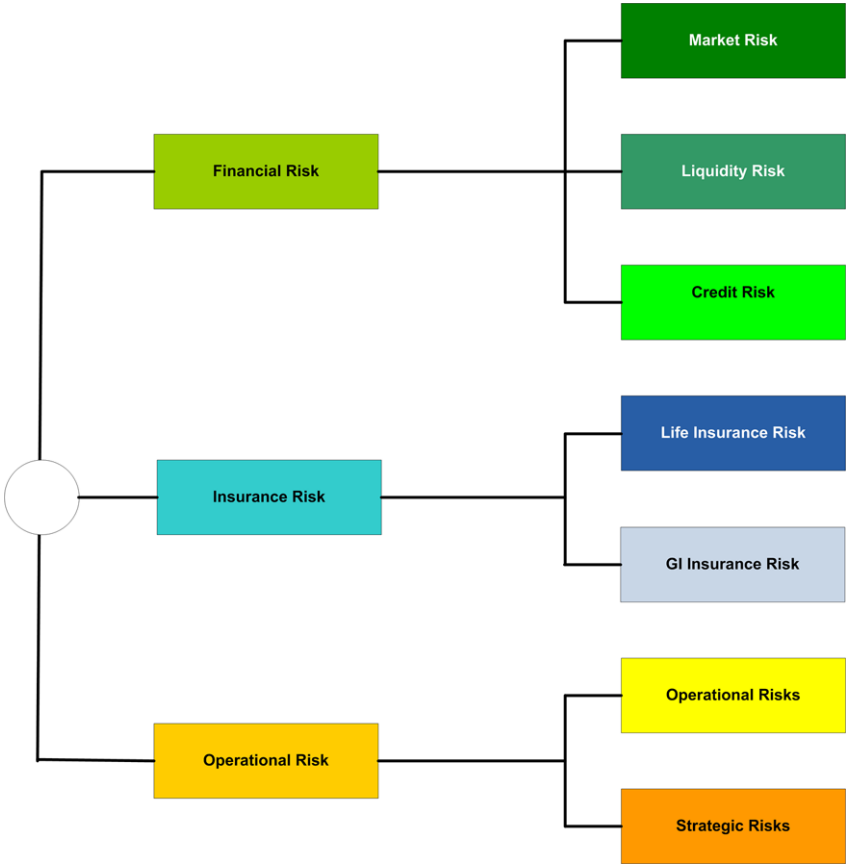 Market Risk
Financial Risk
Liquidity Risk
Credit Risk
Life Insurance Risk
Insurance Risk
GI Insurance Risk
Operational Risks
Operational Risk
Strategic Risks